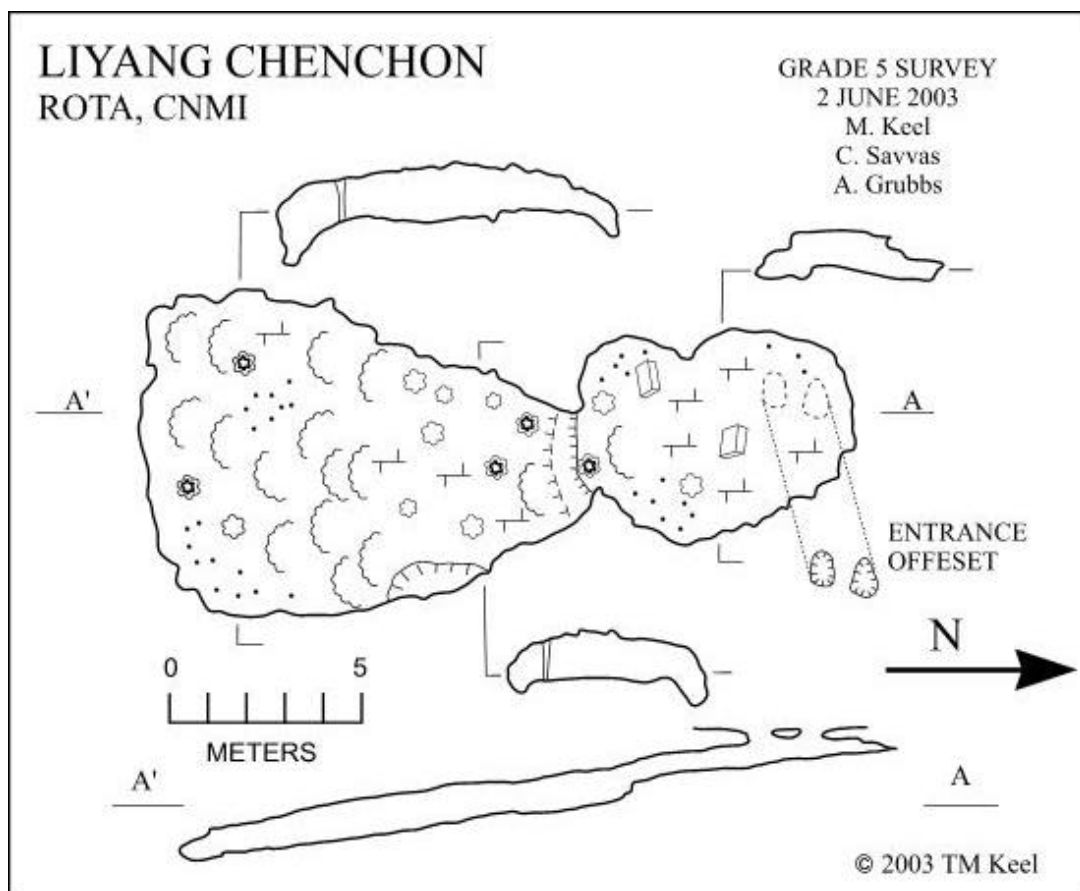 LIYANG CHENCHON
ROTA, CNMI
GRADE 5 SURVEY
2 JUNE 2003
M. Keel
C. Savvas
A. Grubbs
A'
A
ENTRANCE
OFFESET
N
0 5
METERS
A'
A
© 2003 TM Keel